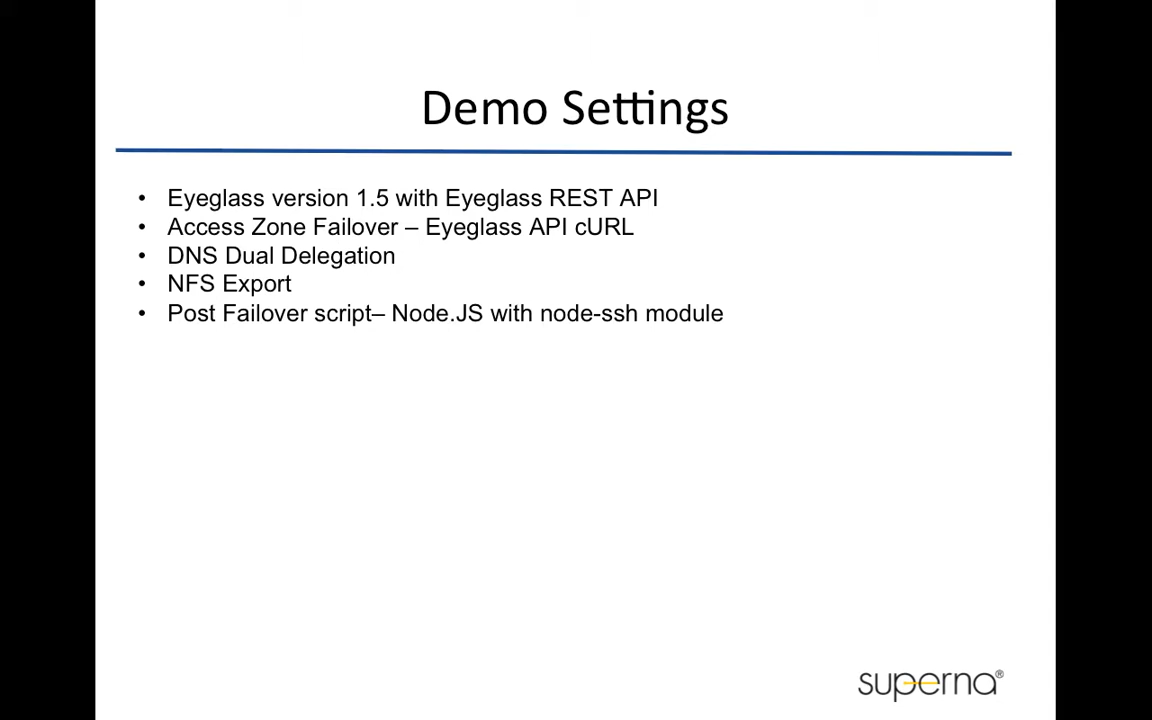 Demo Settings
• Eyeglass version 1.5 with Eyeglass REST API
• Access Zone Failover – Eyeglass API cURL
• DNS Dual Delegation
• NFS Export
• Post Failover script– Node.JS with node-ssh module
superna®